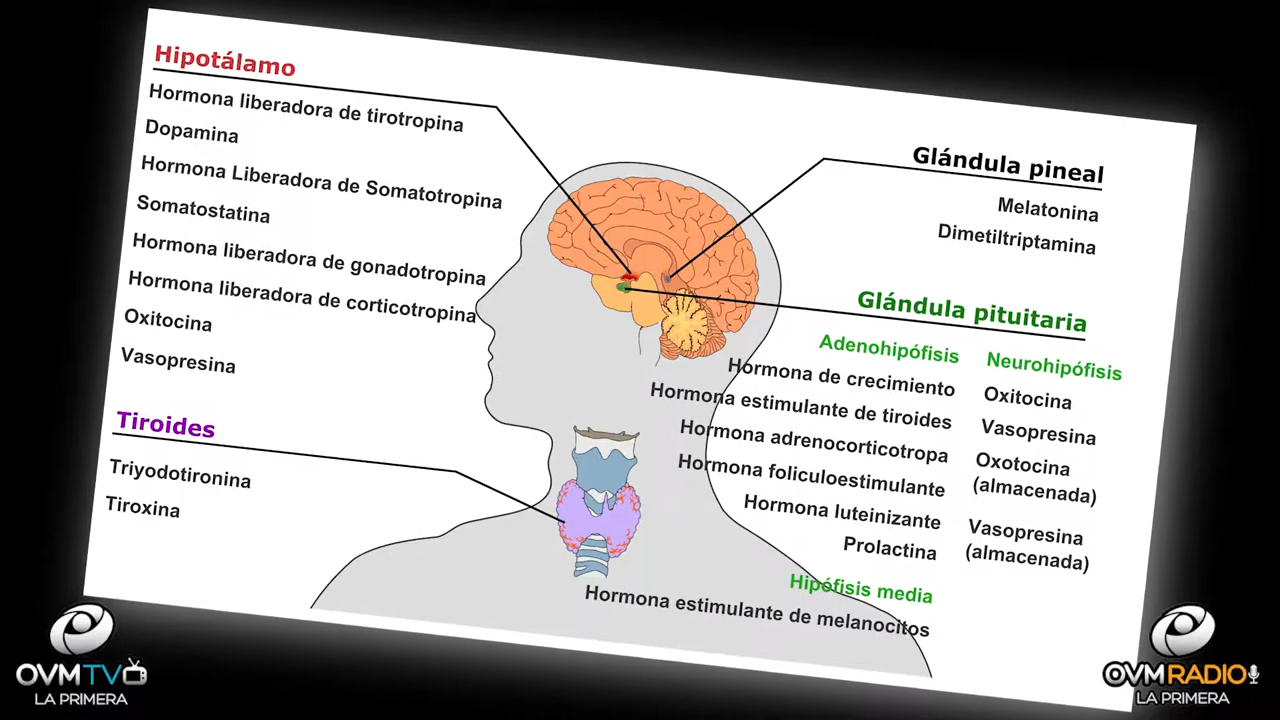 Hipotálamo
Hormona liberadora de tirotropina
Dopamina
Hormona Liberadora de Somatotropina
Somatostatina
Hormona liberadora de gonadotropina
Hormona liberadora de corticotropina
Oxitocina
Vasopresina
Tiroides
Triyodotironina
Tiroxina
Glándula pineal
Melatonina
Dimetiltriptamina
Glándula pituitaria
Adenohipófisis
Hormona de crecimiento
Hormona estimulante de tiroides
Hormona adrenocorticotropa
Hormona foliculoestimulante
Hormona luteinizante
Prolactina
Neurohipófisis
Oxitocina
Vasopresina
Oxotocina
(almacenada)
Vasopresina
(almacenada)
Hipófisis media
Hormona estimulante de melanocitos
OVMTV
LA PRIMERA
OVMRADIO
LA PRIMERA